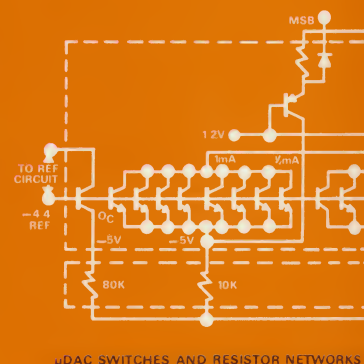 MSB
1 2V
1mA
½mA
TO REF
CIRCUIT
—4 4
REF
OC
—5V
—5V
80K
10K
µDAC SWITCHES AND RESISTOR NETWORKS